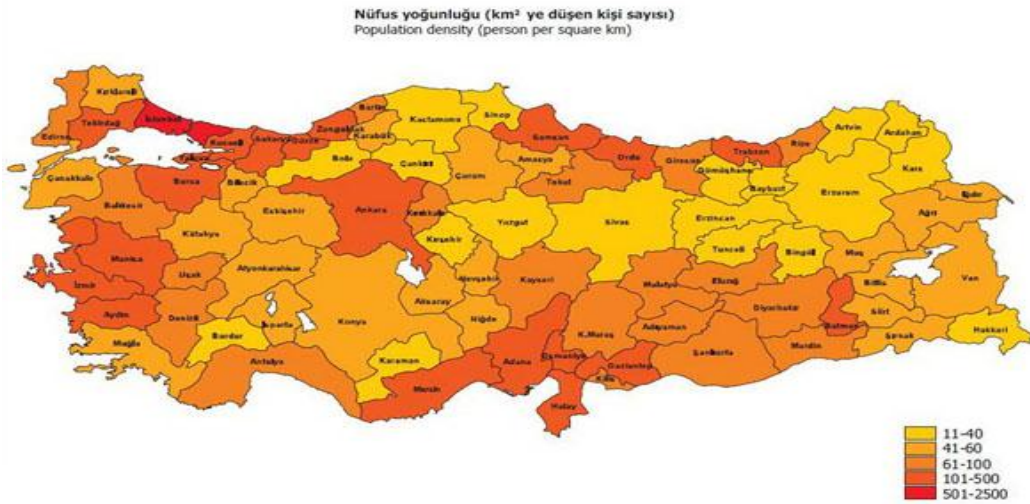 Nüfus yoğunluğu (km² ye düşen kişi sayısı)
Population density (person per square km)
Kırklareli
Edirne
Tekirdağ
İstanbul
Kocaeli
Yalova
Sakarya
Düzce
Zonguldak
Bartın
Karabük
Kastamonu
Sinop
Samsun
Ordu
Giresun
Trabzon
Rize
Artvin
Ardahan
Kars
Çanakkale
Balıkesir
Bursa
Bilecik
Bolu
Çankırı
Çorum
Amasya
Tokat
Gümüşhane
Bayburt
Erzurum
Iğdır
Ağrı
Kütahya
Eskişehir
Ankara
Kırıkkale
Kırşehir
Yozgat
Sivas
Erzincan
Tunceli
Bingöl
Muş
Van
Manisa
İzmir
Uşak
Afyonkarahisar
Nevşehir
Kayseri
Malatya
Elazığ
Diyarbakır
Batman
Bitlis
Siirt
Aydın
Denizli
Isparta
Burdur
Konya
Aksaray
Niğde
K.Maraş
Adıyaman
Şanlıurfa
Mardin
Şırnak
Hakkari
Muğla
Antalya
Karaman
Mersin
Adana
Osmaniye
Gaziantep
Kilis
Hatay
11-40
41-60
61-100
101-500
501-2500